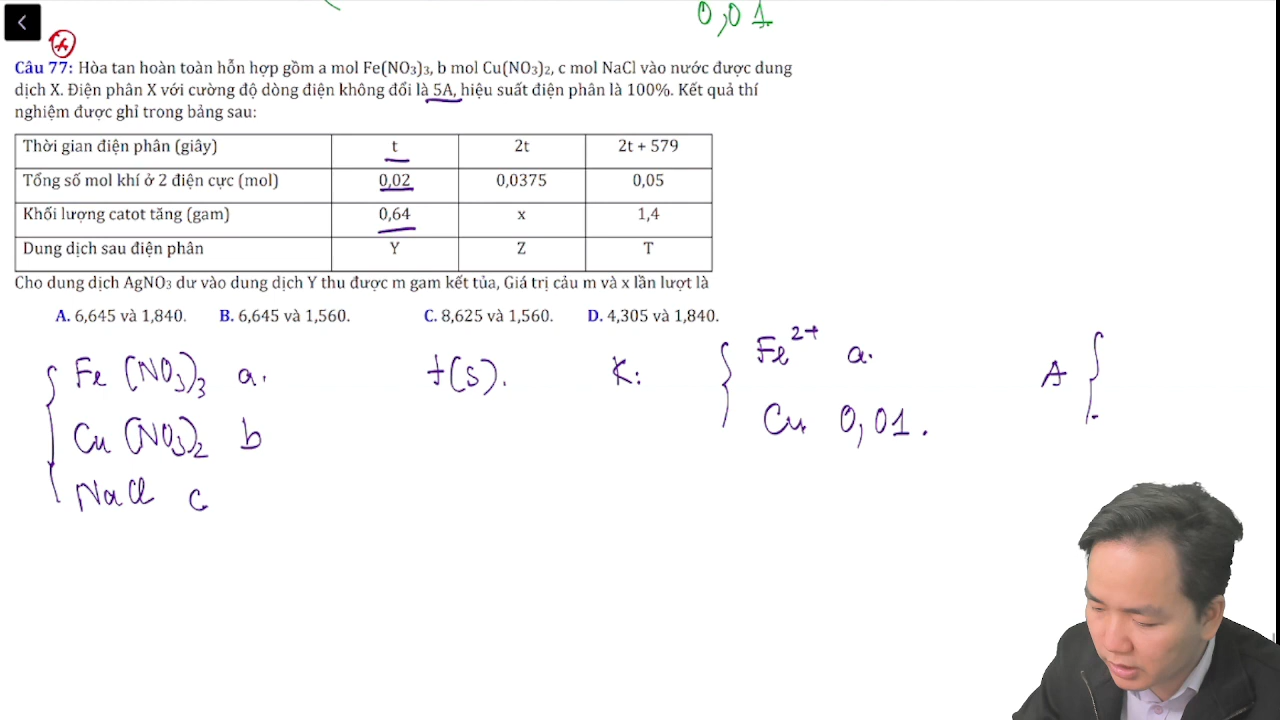 0,01
Câu 77: Hòa tan hoàn toàn hỗn hợp gồm a mol Fe(NO₃)₃, b mol Cu(NO₃)₂, c mol NaCl vào nước được dung
dịch X. Điện phân X với cường độ dòng điện không đổi là 5A, hiệu suất điện phân là 100%. Kết quả thí
nghiệm được ghi trong bảng sau:
Thời gian điện phân (giây) t 2t 2t + 579
Tổng số mol khí ở 2 điện cực (mol) 0,02 0,0375 0,05
Khối lượng catot tăng (gam) 0,64 x 1,4
Dung dịch sau điện phân Y Z T
Cho dung dịch AgNO₃ dư vào dung dịch Y thu được m gam kết tủa, Giá trị cảu m và x lần lượt là
A. 6,645 và 1,840. B. 6,645 và 1,560. C. 8,625 và 1,560. D. 4,305 và 1,840.
Fe (NO₃)₃ a. t(s). K: Fe²⁺ a. A
Cu (NO₃)₂ b Cu 0,01.
NaCl c